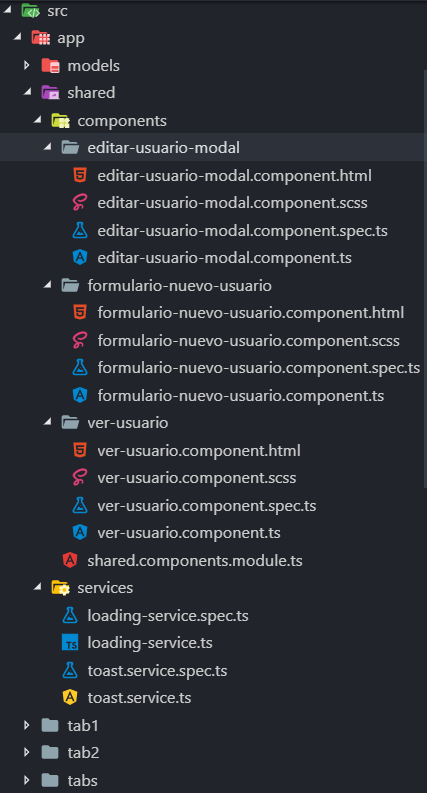 src
app
models
shared
components
editar-usuario-modal
editar-usuario-modal.component.html
editar-usuario-modal.component.scss
editar-usuario-modal.component.spec.ts
editar-usuario-modal.component.ts
formulario-nuevo-usuario
formulario-nuevo-usuario.component.html
formulario-nuevo-usuario.component.scss
formulario-nuevo-usuario.component.spec.ts
formulario-nuevo-usuario.component.ts
ver-usuario
ver-usuario.component.html
ver-usuario.component.scss
ver-usuario.component.spec.ts
ver-usuario.component.ts
shared.components.module.ts
services
loading-service.spec.ts
TS loading-service.ts
toast.service.spec.ts
toast.service.ts
tab1
tab2
tabs